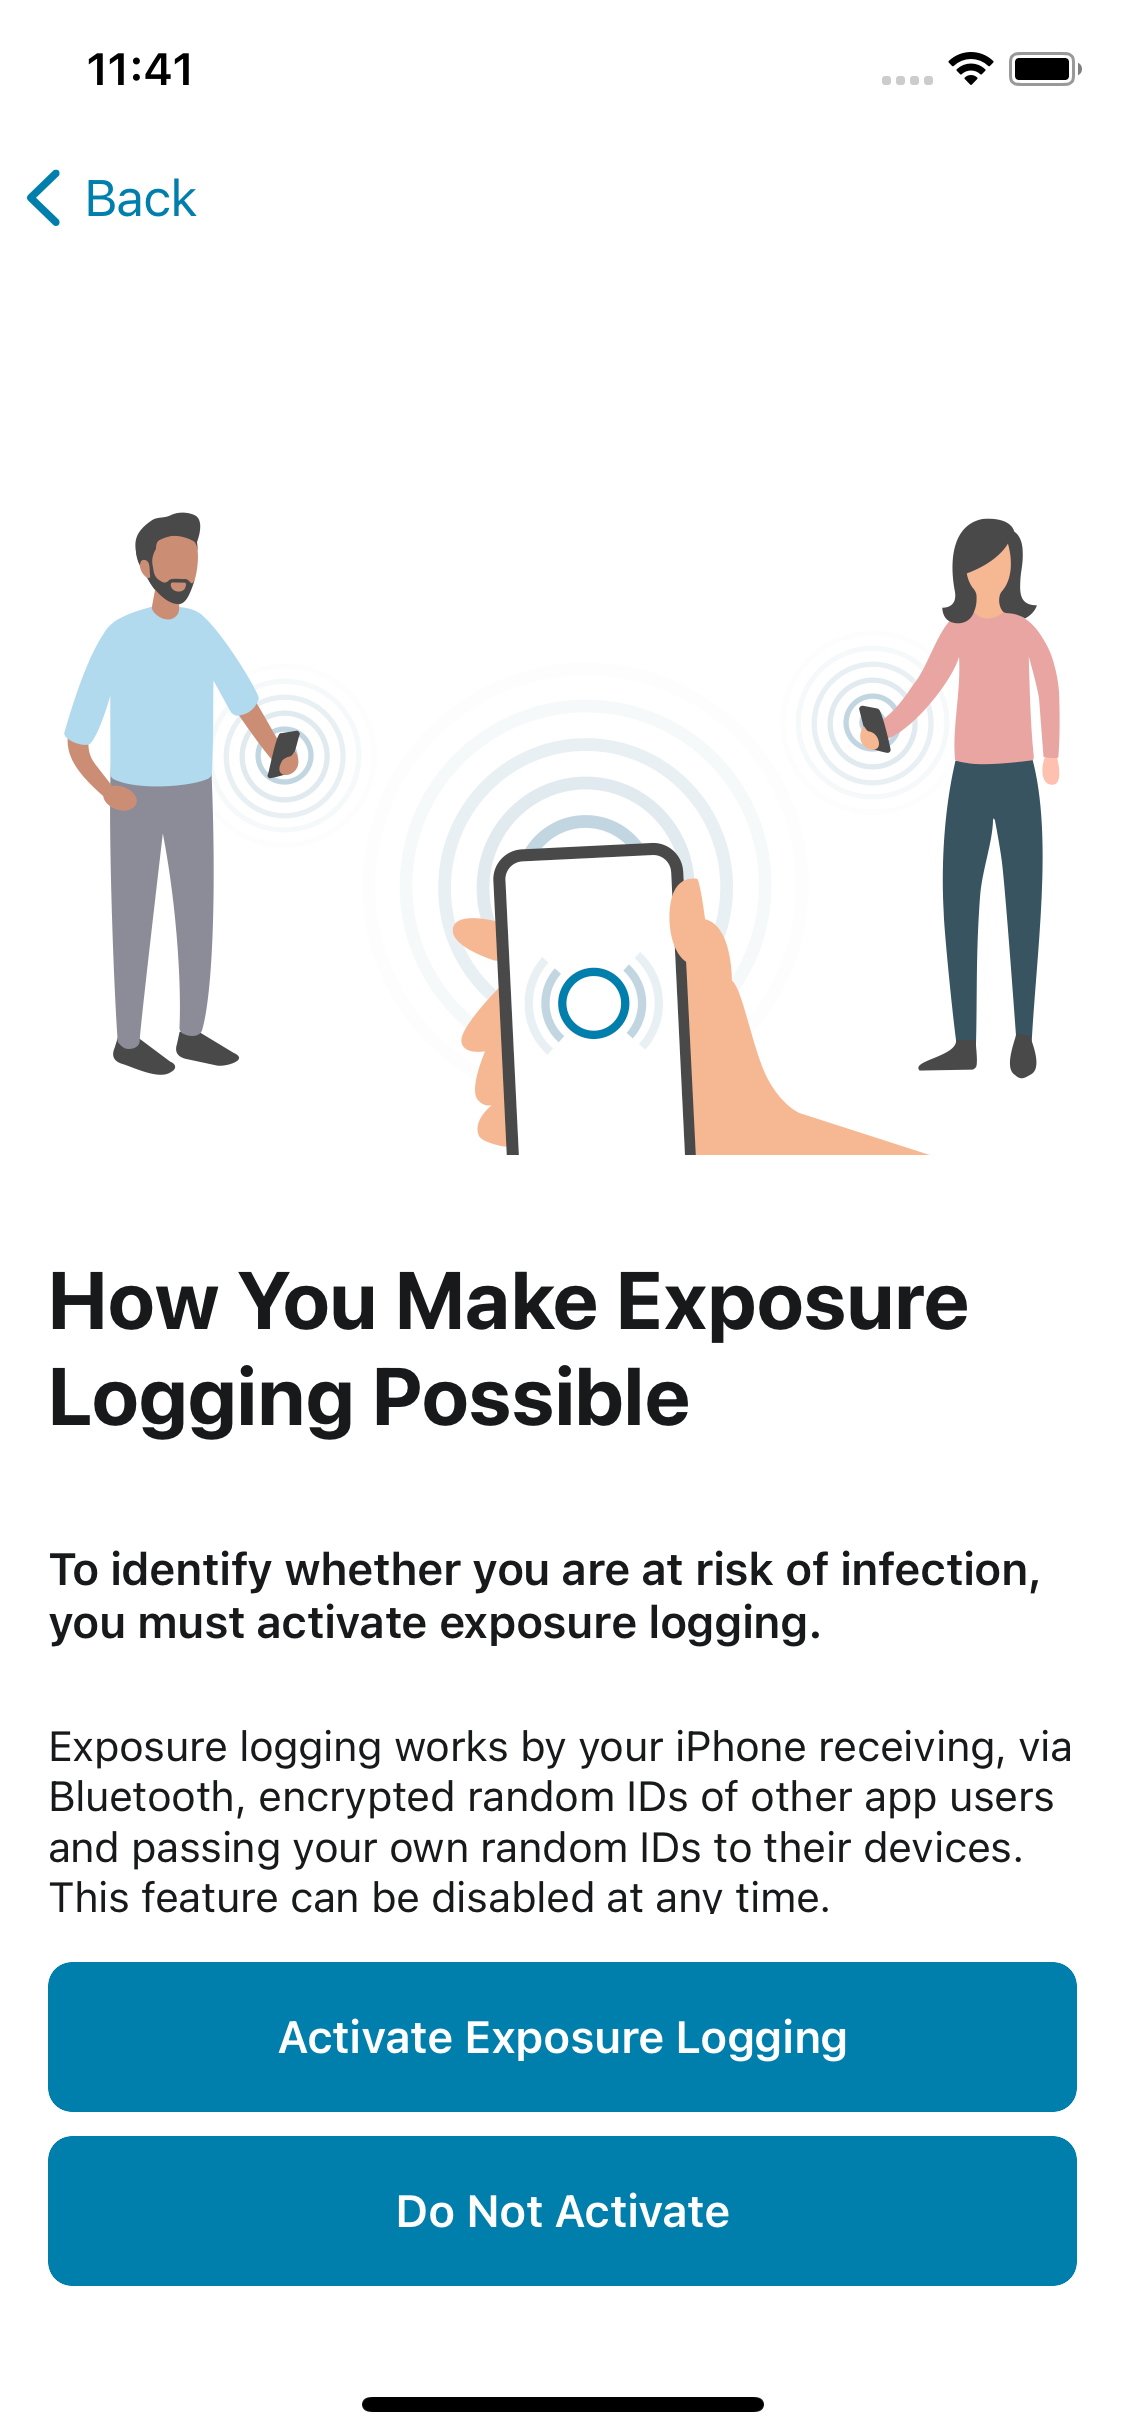 11:41
Back
How You Make Exposure
Logging Possible
To identify whether you are at risk of infection,
you must activate exposure logging.
Exposure logging works by your iPhone receiving, via
Bluetooth, encrypted random IDs of other app users
and passing your own random IDs to their devices.
This feature can be disabled at any time.
Activate Exposure Logging
Do Not Activate